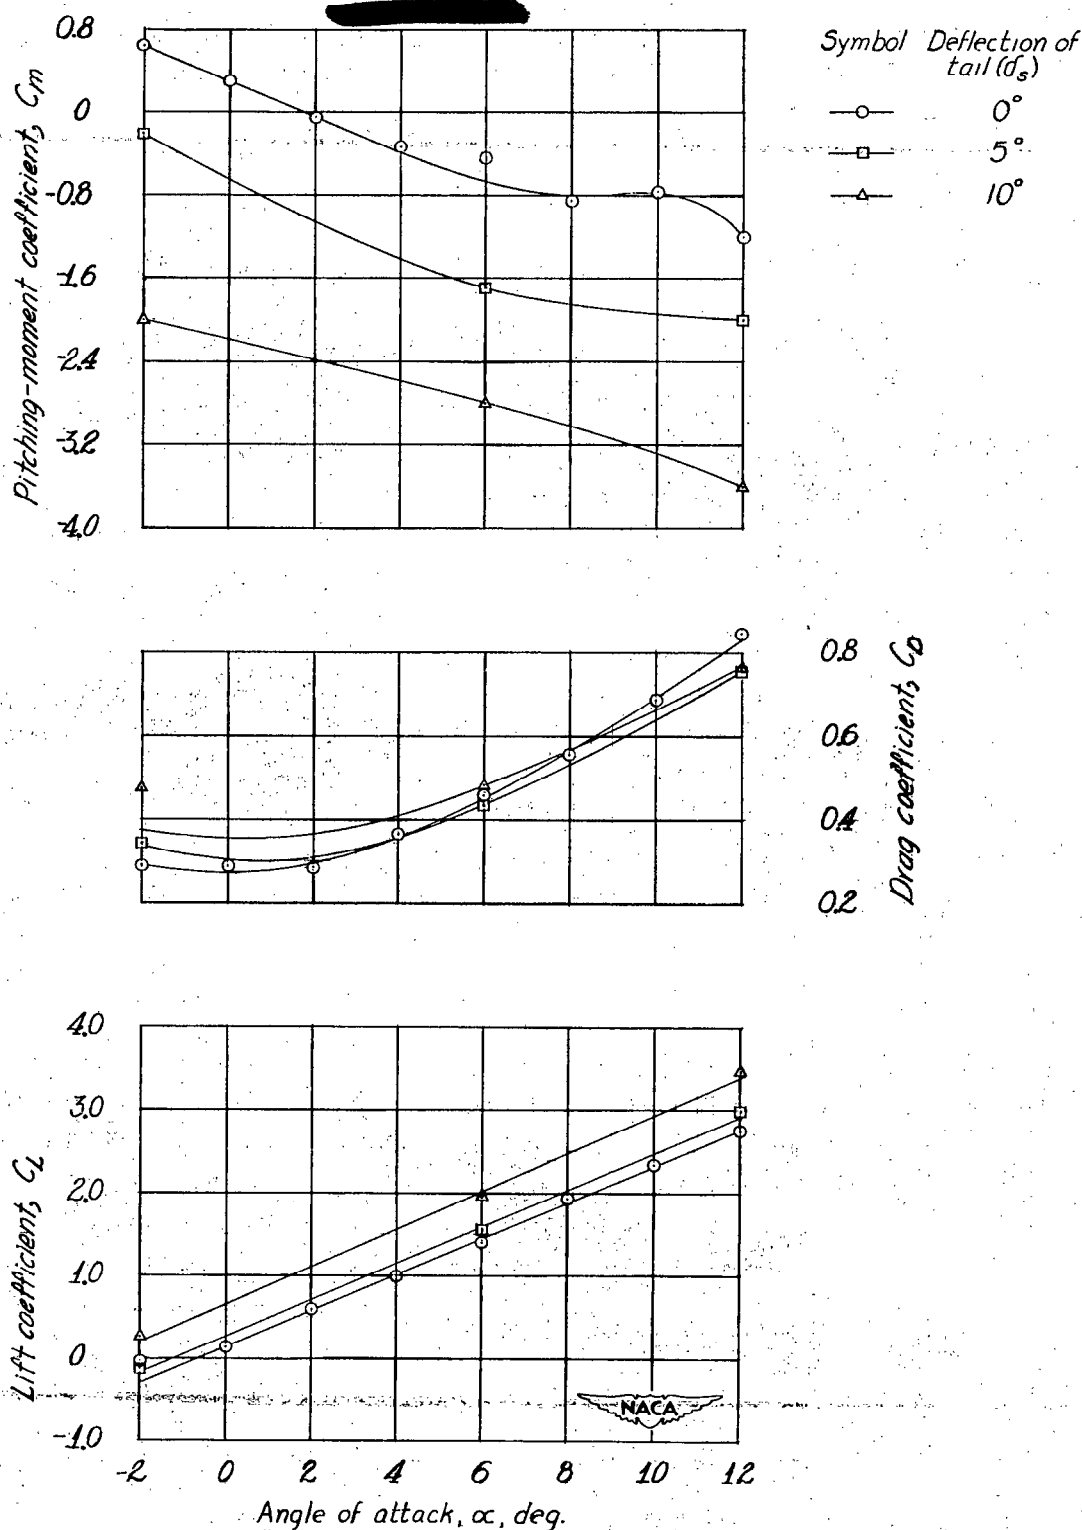 Symbol Deflection of
tail (σs)
0°
5°
10°
Pitching-moment coefficient, Cm
0.8
0
-0.8
-1.6
-2.4
-3.2
-4.0
0.8
0.6
0.4
0.2
Drag coefficient, CD
Lift coefficient, CL
4.0
3.0
2.0
1.0
0
-1.0
NACA
-2 0 2 4 6 8 10 12
Angle of attack, α, deg.